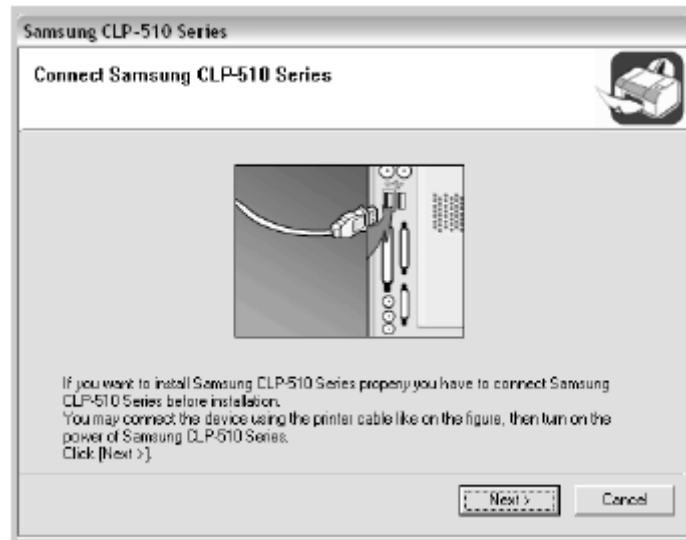 Samsung CLP-510 Series
Connect Samsung CLP-510 Series
If you want to install Samsung CLP-510 Series propery you have to connect Samsung
CLP-510 Series before installation.
You may connect the device using the printer cable like on the figure, then turn on the
power of Samsung CLP-510 Series.
Click [Next >].
Next >
Cancel